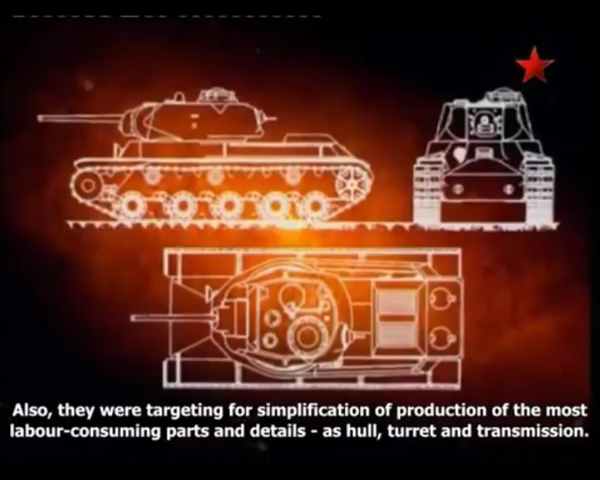 Also, they were targeting for simplification of production of the most
labour-consuming parts and details - as hull, turret and transmission.